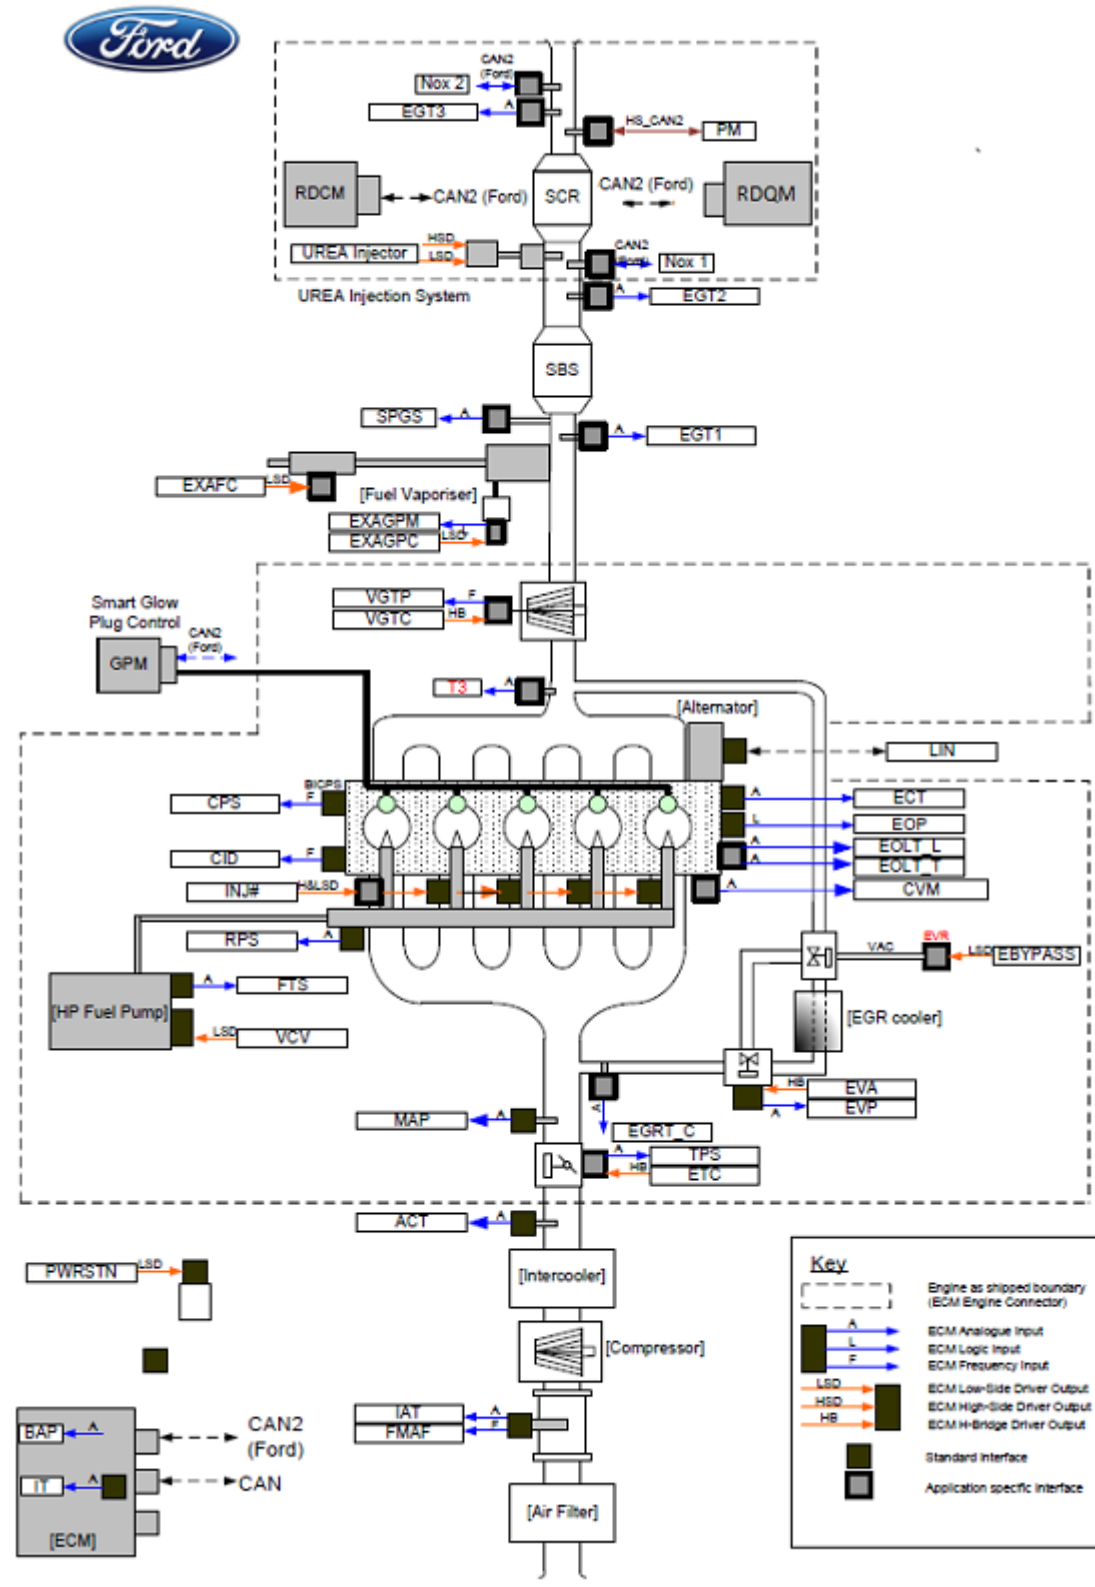 Ford
CAN2
(Ford)
Nox 2
A
EGT3
HS_CAN2
PM
RDCM
CAN2 (Ford)
SCR
CAN2 (Ford)
RDQM
UREA Injector
HSD
LSD
CAN2
(Ford)
Nox 1
UREA Injection System
A
EGT2
SBS
SPGS
A
A
EGT1
EXAFC
LSD
[Fuel Vaporiser]
EXAGPM
EXAGPC
LSD
VGTP
F
VGTC
HB
Smart Glow
Plug Control
CAN2
(Ford)
GPM
T3
A
[Alternator]
LIN
BICPS
CPS
F
A
ECT
L
EOP
CID
F
A
EOLT_L
A
EOLT_T
INJ#
H&LSD
A
CVM
RPS
A
EVR
VAC
LSD
EBYPASS
[HP Fuel Pump]
A
FTS
LSD
VCV
[EGR cooler]
HB
EVA
A
EVP
A
EGRT_C
MAP
A
A
TPS
HB
ETC
ACT
A
PWRSTN
LSD
[Intercooler]
[Compressor]
IAT
A
FMAF
F
[Air Filter]
BAP
A
CAN2
(Ford)
IT
A
CAN
[ECM]
Key
Engine as shipped boundary
(ECM Engine Connector)
A
ECM Analogue Input
L
ECM Logic Input
F
ECM Frequency Input
LSD
ECM Low-Side Driver Output
HSD
ECM High-Side Driver Output
HB
ECM H-Bridge Driver Output
Standard Interface
Application specific Interface